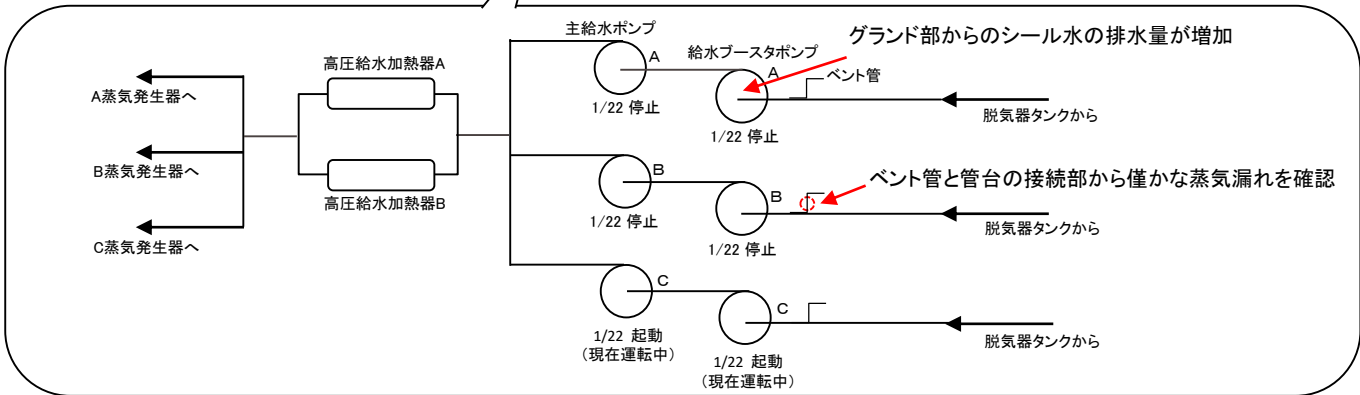 主給水ポンプ
給水ブースタポンプ
グランド部からのシール水の排水量が増加
高圧給水加熱器A
A
A
ベント管
A蒸気発生器へ
1/22 停止
1/22 停止
脱気器タンクから
B蒸気発生器へ
高圧給水加熱器B
B
B
ベント管と管台の接続部から僅かな蒸気漏れを確認
1/22 停止
1/22 停止
脱気器タンクから
C蒸気発生器へ
C
C
1/22 起動
（現在運転中）
1/22 起動
（現在運転中）
脱気器タンクから